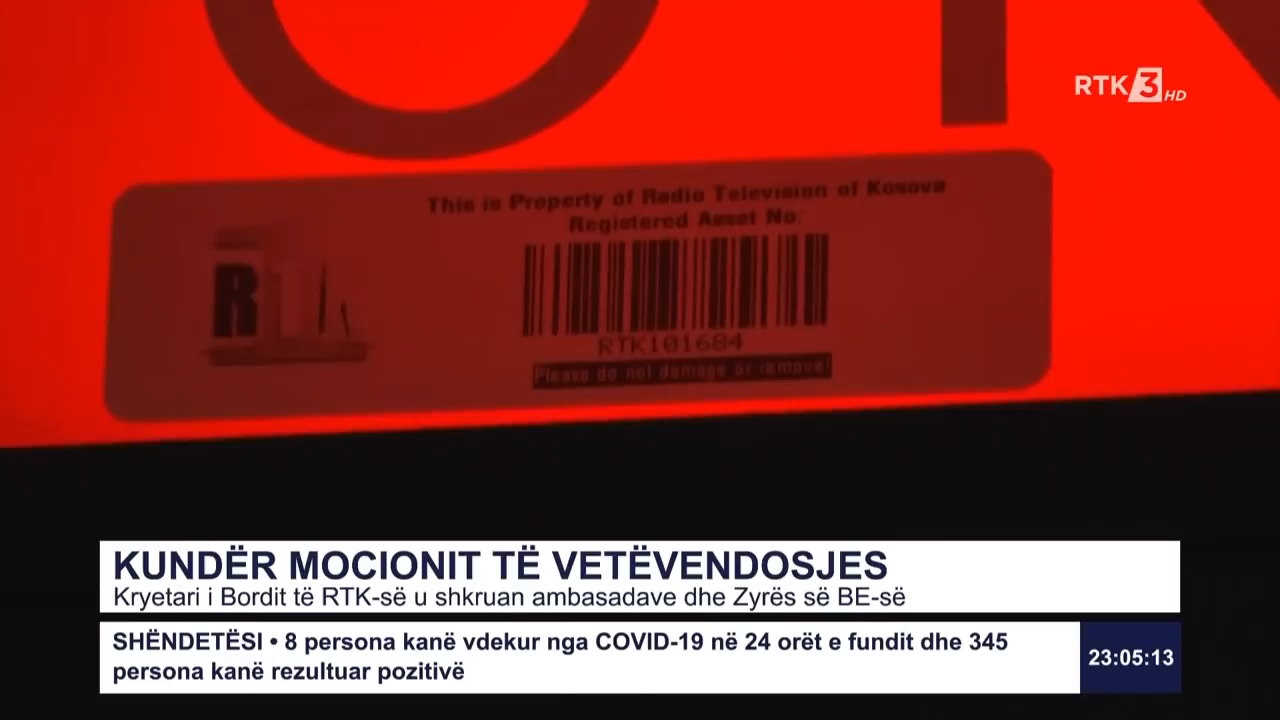 RTK 3 HD
This is Property of Radio Television of Kosova
Registered Asset No:
RTK101684
Please do not damage or remove!
KUNDËR MOCIONIT TË VETËVENDOSJES
Kryetari i Bordit të RTK-së u shkruan ambasadave dhe Zyrës së BE-së
SHËNDETËSI • 8 persona kanë vdekur nga COVID-19 në 24 orët e fundit dhe 345
persona kanë rezultuar pozitivë
23:05:13